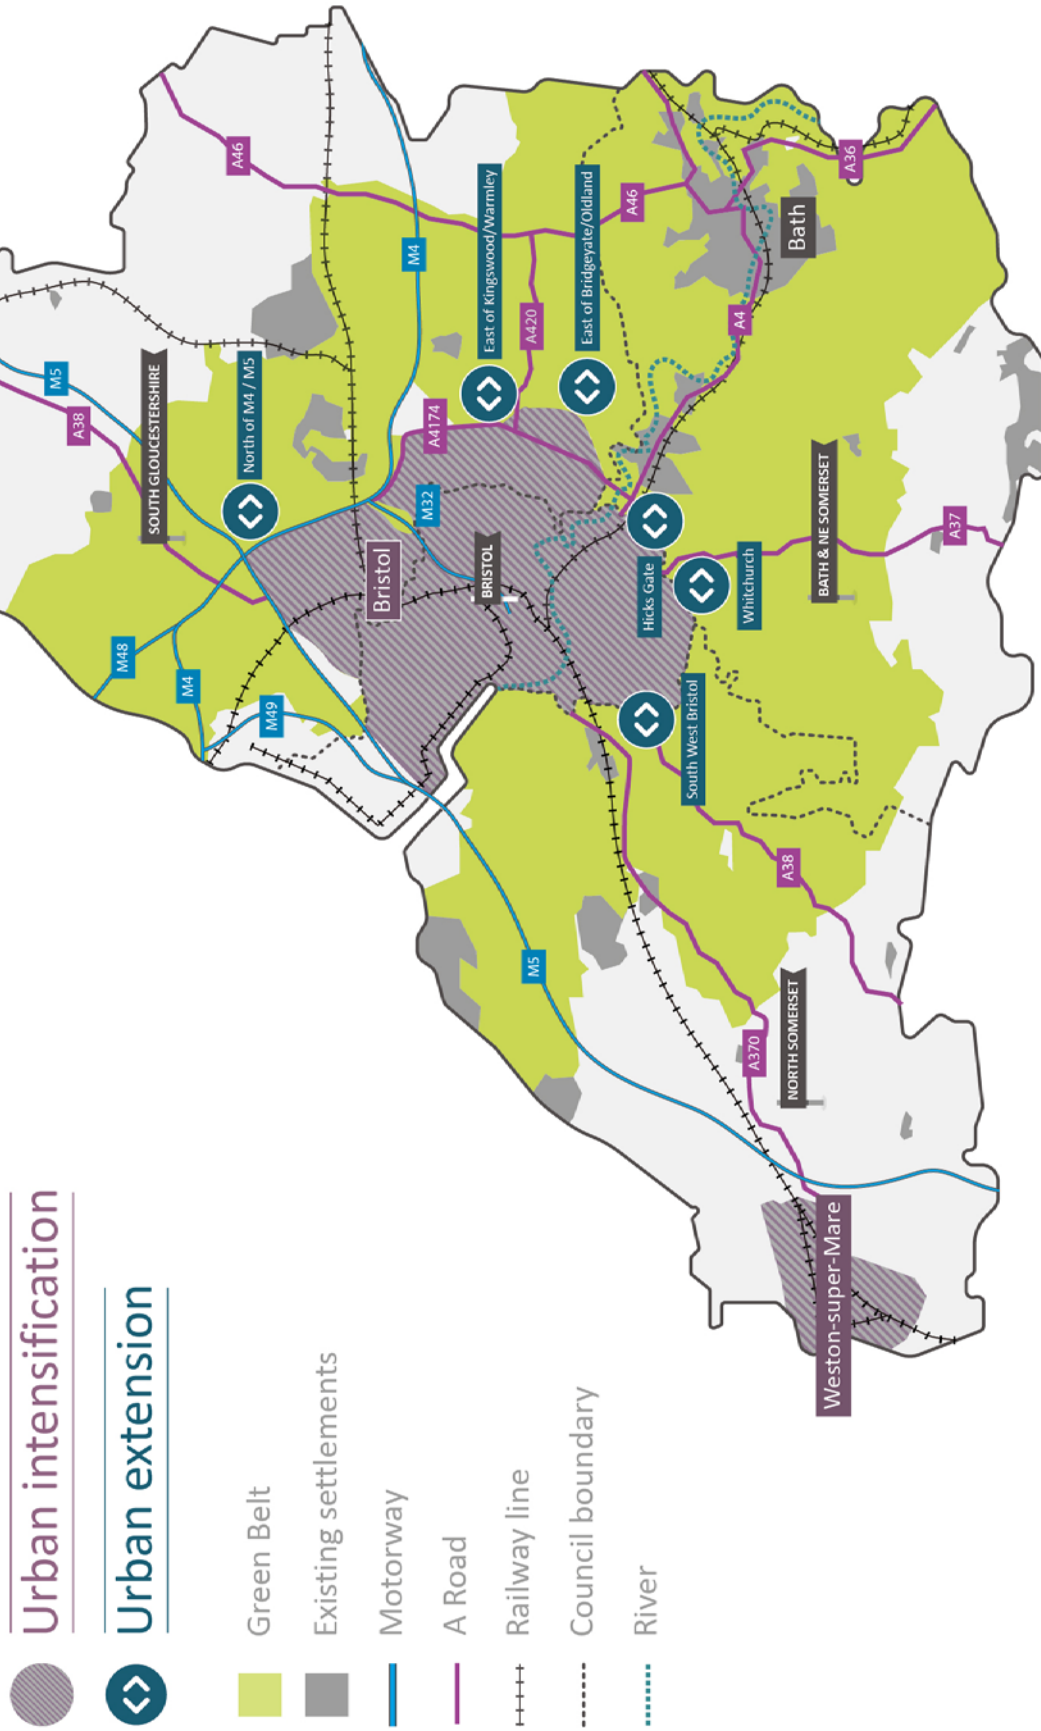 Urban intensification
Urban extension
Green Belt
Existing settlements
Motorway
A Road
Railway line
Council boundary
River
M5
A38
SOUTH GLOUCESTERSHIRE
North of M4 / M5
A46
M4
M48
M4
M49
A4174
M32
Bristol
BRISTOL
East of Kingswood/Warmley
A420
East of Bridgeyate/Oldland
A46
A36
Bath
A4
Hicks Gate
Whitchurch
BATH & NE SOMERSET
A37
South West Bristol
A38
M5
A370
NORTH SOMERSET
Weston-super-Mare